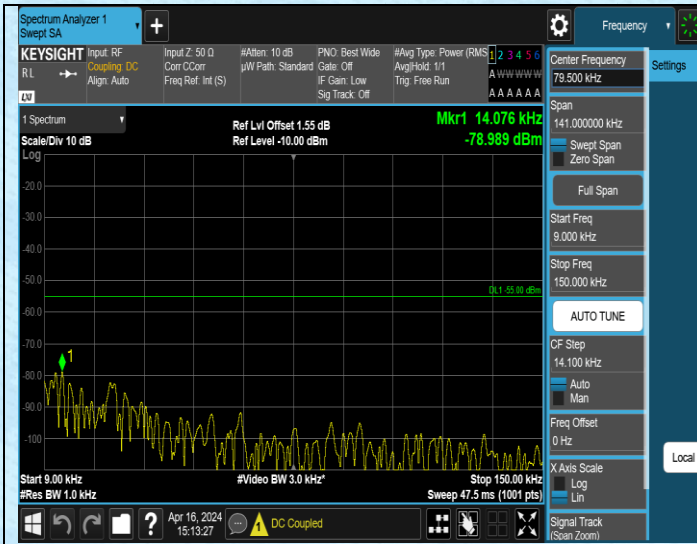 Spectrum Analyzer 1
Swept SA
+
Frequency
KEYSIGHT
RL
LXI
Input: RF
Coupling: DC
Align: Auto
Input Z: 50 Ω
Corr CCorr
Freq Ref: Int (S)
#Atten: 10 dB
µW Path: Standard
PNO: Best Wide
Gate: Off
IF Gain: Low
Sig Track: Off
#Avg Type: Power (RMS
Avg|Hold: 1/1
Trig: Free Run
1 2 3 4 5 6
A W W W W W
A A A A A A
1 Spectrum
Scale/Div 10 dB
Log
Ref Lvl Offset 1.55 dB
Ref Level -10.00 dBm
Mkr1 14.076 kHz
-78.989 dBm
-20.0
-30.0
-40.0
-50.0
DL1 -55.00 dBm
-60.0
-70.0
1
-80.0
-90.0
-100
Start 9.00 kHz
#Res BW 1.0 kHz
#Video BW 3.0 kHz*
Stop 150.00 kHz
Sweep 47.5 ms (1001 pts)
?
Apr 16, 2024
15:13:27
DC Coupled
Center Frequency
79.500 kHz
Span
141.000000 kHz
Swept Span
Zero Span
Full Span
Start Freq
9.000 kHz
Stop Freq
150.000 kHz
AUTO TUNE
CF Step
14.100 kHz
Auto
Man
Freq Offset
0 Hz
X Axis Scale
Log
Lin
Signal Track
(Span Zoom)
Settings
Local